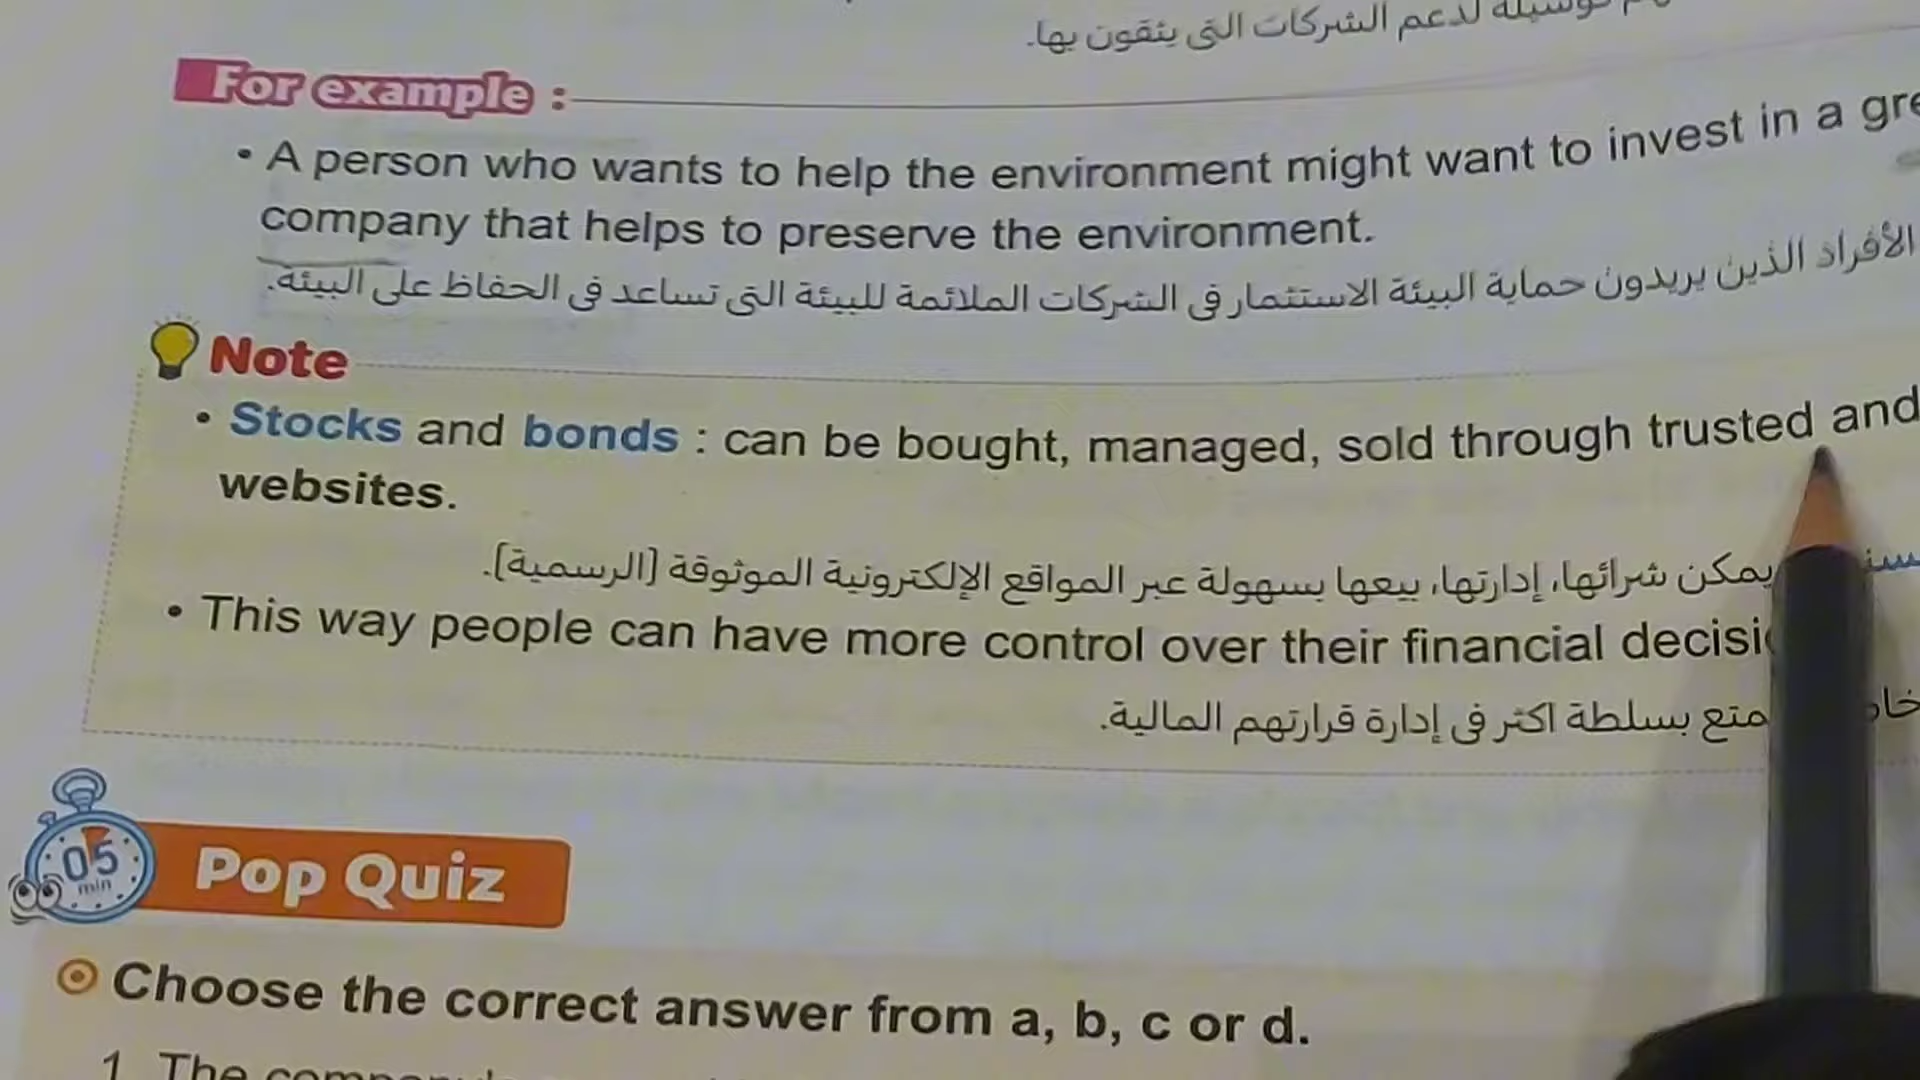 لدعم الشركات التي يثقون بها.
For example :
• A person who wants to help the environment might want to invest in a
company that helps to preserve the environment.
الأفراد الذين يريدون حماية البيئة الاستثمار في الشركات الملائمة للبيئة التي تساعد في الحفاظ على البيئة.
Note
• Stocks and bonds : can be bought, managed, sold through trusted and
websites.
يمكن شرائها، إدارتها، بيعها بسهولة عبر المواقع الإلكترونية الموثوقة [الرسمية].
• This way people can have more control over their financial
بسلطة اكثر في إدارة قرارتهم المالية.
05
min
Pop Quiz
Choose the correct answer from a, b, c or d.
1. The